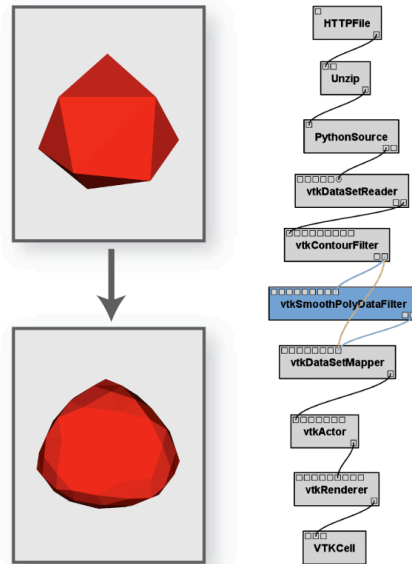 HTTPFile
Unzip
PythonSource
vtkDataSetReader
vtkContourFilter
vtkSmoothPolyDataFilter
vtkDataSetMapper
vtkActor
vtkRenderer
VTKCell